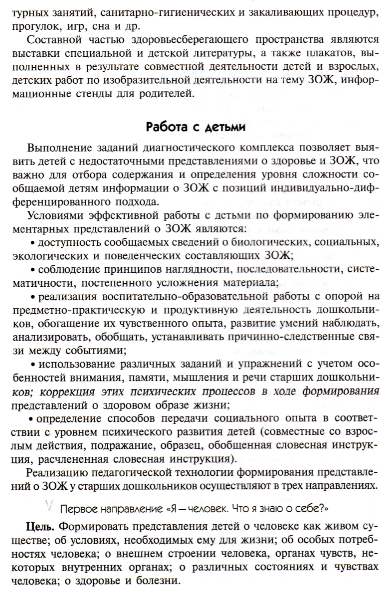 турных занятий, санитарно-гигиенических и закаливающих процедур,
прогулок, игр, сна и др.
Составной частью здоровьесберегающего пространства являются
выставки специальной и детской литературы, а также плакатов, вы-
полненных в результате совместной деятельности детей и взрослых,
детских работ по изобразительной деятельности на тему ЗОЖ, инфор-
мационные стенды для родителей.
Работа с детьми
Выполнение заданий диагностического комплекса позволяет выя-
вить детей с недостаточными представлениями о здоровье и ЗОЖ, что
важно для отбора содержания и определения уровня сложности со-
общаемой детям информации о ЗОЖ с позиций индивидуально-диф-
ференцированного подхода.
Условиями эффективной работы с детьми по формированию эле-
ментарных представлений о ЗОЖ являются:
• доступность сообщаемых сведений о биологических, социальных,
экологических и поведенческих составляющих ЗОЖ;
• соблюдение принципов наглядности, последовательности, систе-
матичности, постепенного усложнения материала;
• реализация воспитательно-образовательной работы с опорой на
предметно-практическую и продуктивную деятельность дошкольни-
ков, обогащение их чувственного опыта, развитие умений наблюдать,
анализировать, обобщать, устанавливать причинно-следственные свя-
зи между событиями;
• использование различных заданий и упражнений с учетом осо-
бенностей внимания, памяти, мышления и речи старших дошкольни-
ков; коррекция этих психических процессов в ходе формирования
представлений о здоровом образе жизни;
• определение способов передачи социального опыта в соответ-
ствии с уровнем психического развития детей (совместные со взрос-
лым действия, подражание, образец, обобщенная словесная инструк-
ция, расчлененная словесная инструкция).
Реализацию педагогической технологии формирования представле-
ний о ЗОЖ у старших дошкольников осуществляют в трех направлениях.
Первое направление «Я — человек. Что я знаю о себе?»
Цель. Формировать представления детей о человеке как живом су-
ществе; об условиях, необходимых ему для жизни; об особых потреб-
ностях человека; о внешнем строении человека, органах чувств, не-
которых внутренних органах; о различных состояниях и чувствах
человека; о здоровье и болезни.